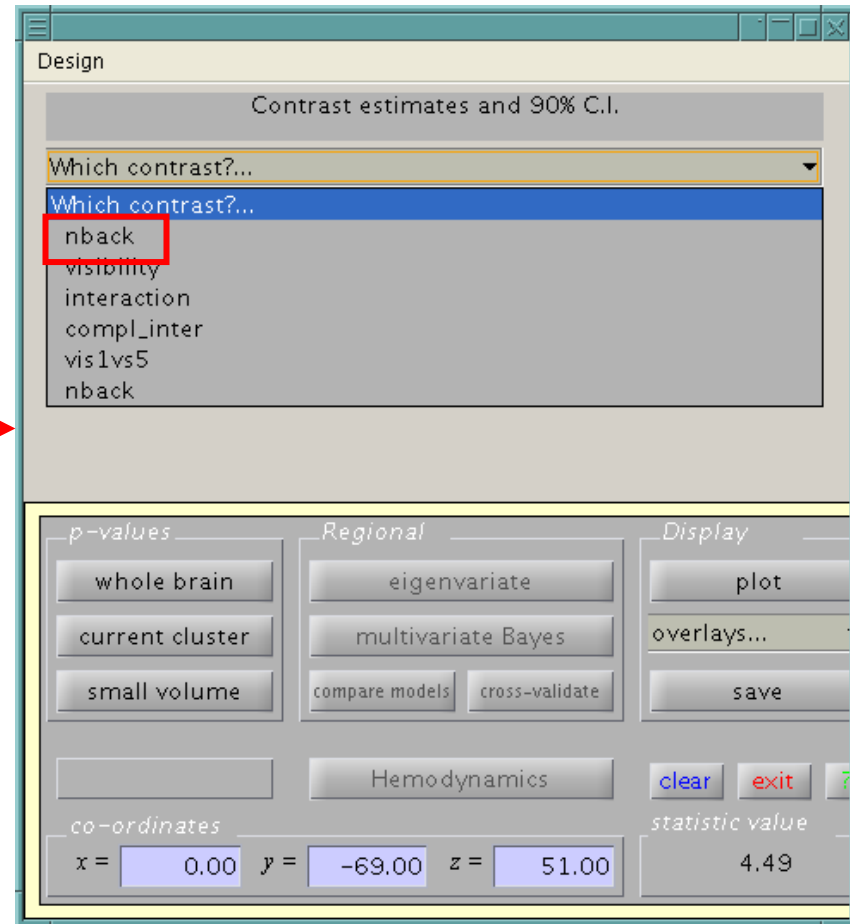 Design
Contrast estimates and 90% C.I.
Which contrast?...
Which contrast?...
nback
visibility
interaction
compl_inter
vis1vs5
nback
p-values Regional Display
whole brain eigenvariate plot
current cluster multivariate Bayes overlays...
small volume compare models cross-validate save
Hemodynamics clear exit ?
co-ordinates statistic value
x = 0.00 y = -69.00 z = 51.00 4.49